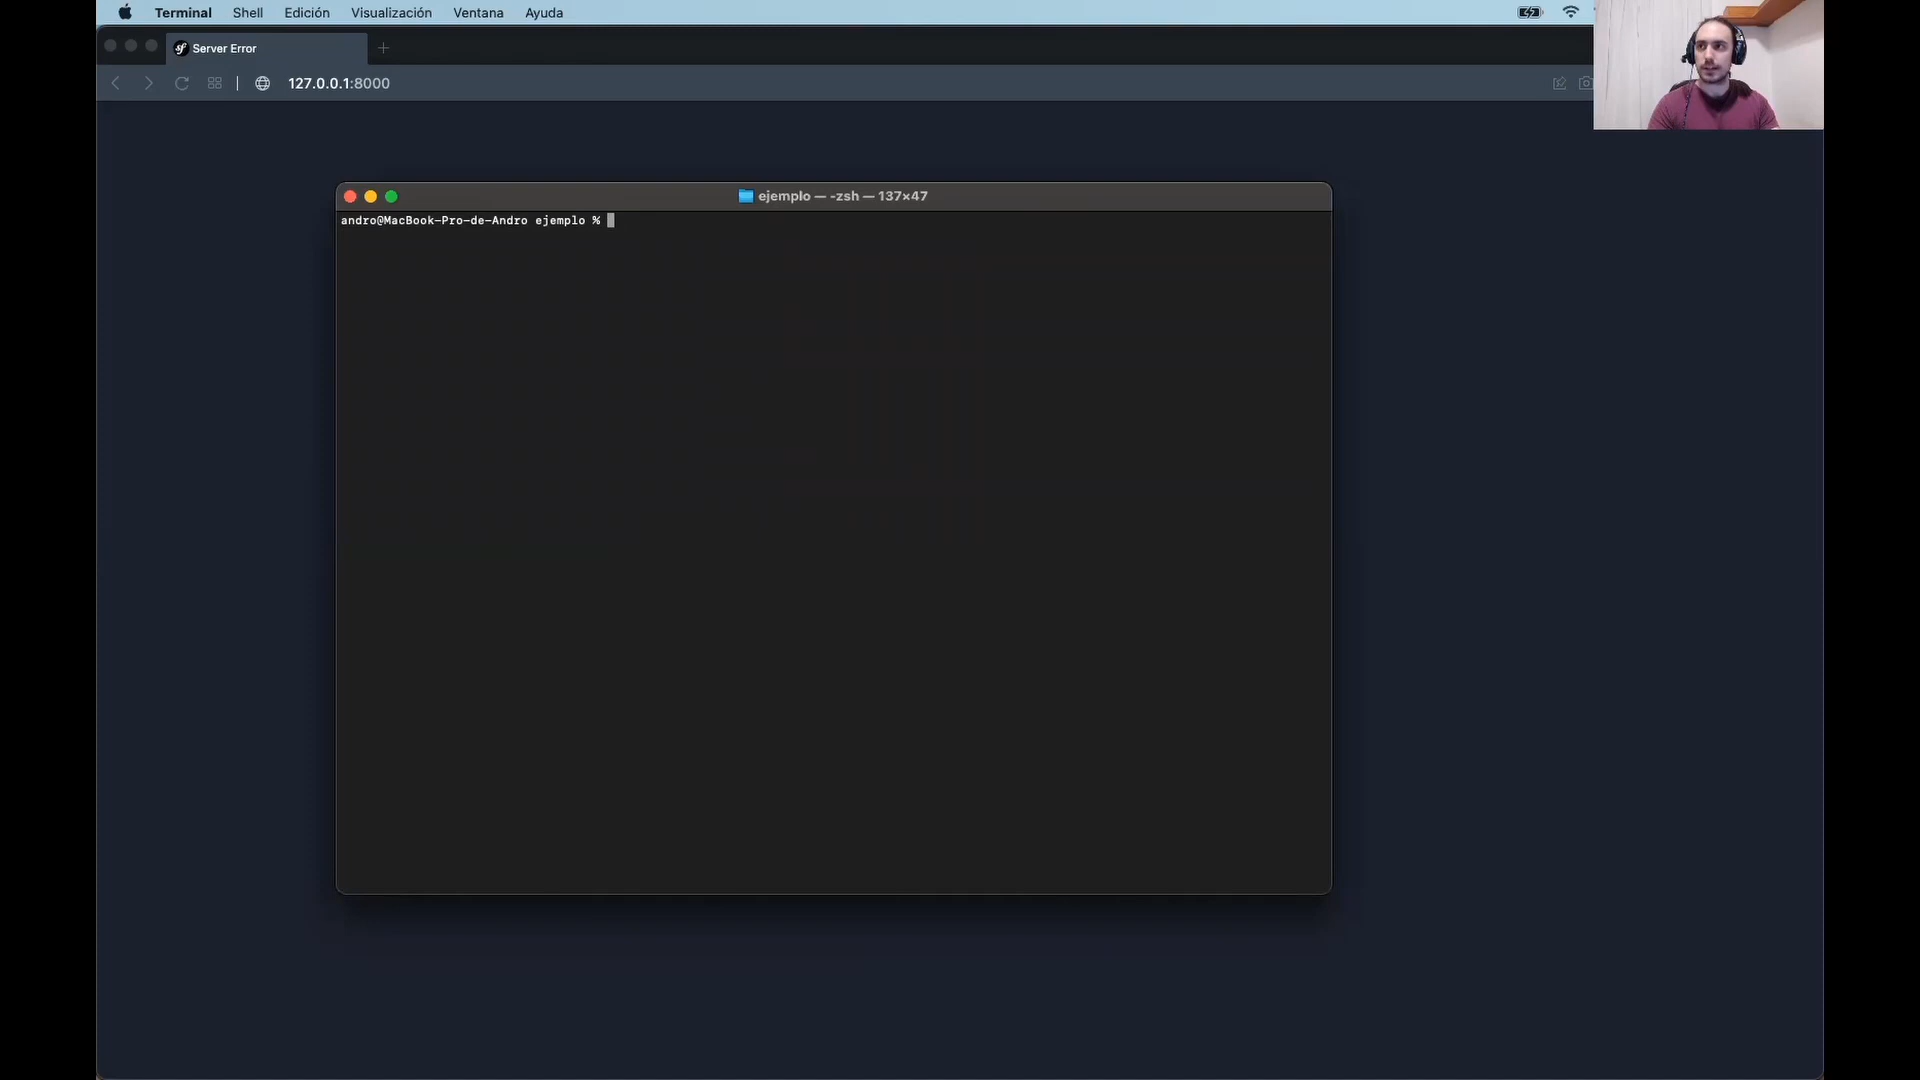 Terminal Shell Edición Visualización Ventana Ayuda
Server Error
127.0.0.1:8000
ejemplo — -zsh — 137×47
andro@MacBook-Pro-de-Andro ejemplo %